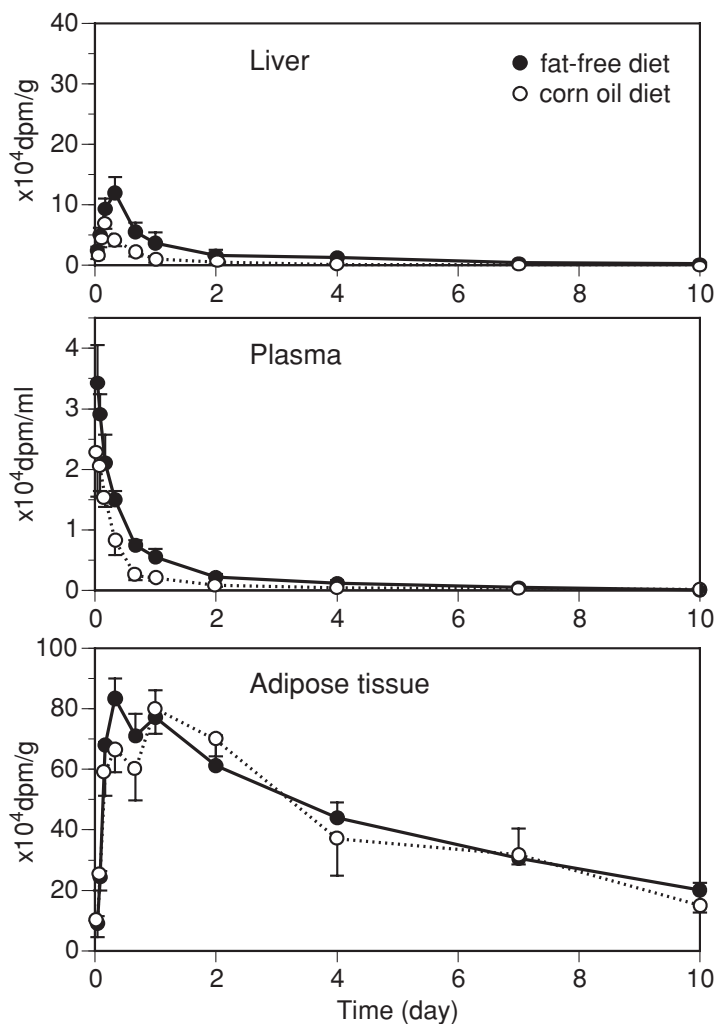 40
30
20
10
0
x10⁴dpm/g
Liver
fat-free diet
corn oil diet
0 2 4 6 8 10
4
3
2
1
0
x10⁴dpm/ml
Plasma
0 2 4 6 8 10
100
80
60
40
20
0
x10⁴dpm/g
Adipose tissue
0 2 4 6 8 10
Time (day)